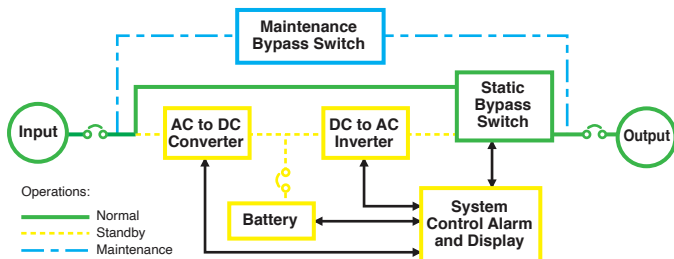 Maintenance
Bypass Switch
Input
AC to DC
Converter
DC to AC
Inverter
Static
Bypass
Switch
Output
Operations:
Normal
Standby
Maintenance
Battery
System
Control Alarm
and Display